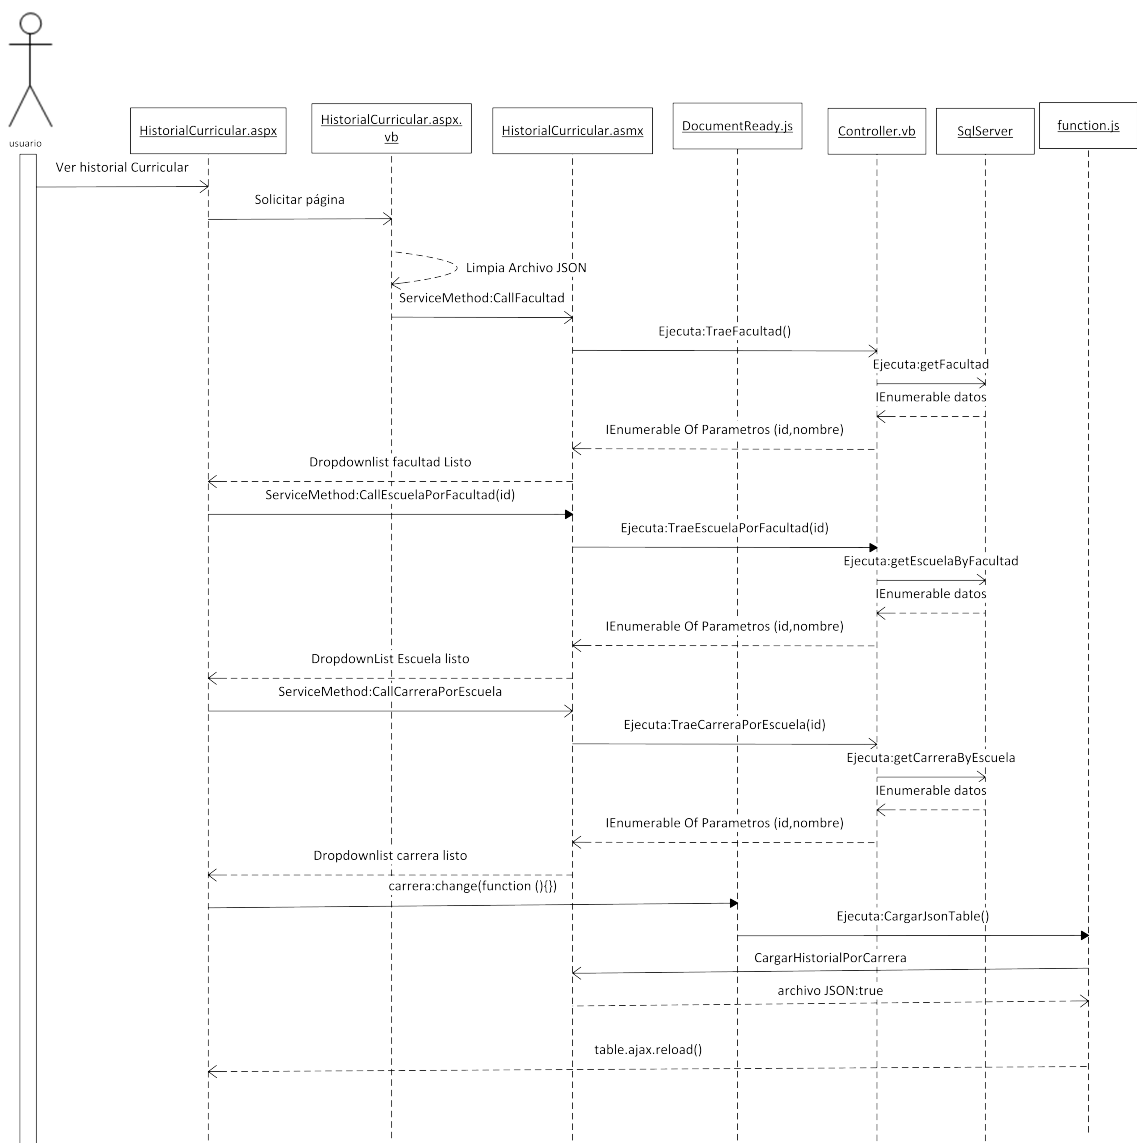 usuario
HistorialCurricular.aspx
HistorialCurricular.aspx.
vb
HistorialCurricular.asmx
DocumentReady.js
Controller.vb
SqlServer
function.js
Ver historial Curricular
Solicitar página
Limpia Archivo JSON
ServiceMethod:CallFacultad
Ejecuta:TraeFacultad()
Ejecuta:getFacultad
IEnumerable datos
IEnumerable Of Parametros (id,nombre)
Dropdownlist facultad Listo
ServiceMethod:CallEscuelaPorFacultad(id)
Ejecuta:TraeEscuelaPorFacultad(id)
Ejecuta:getEscuelaByFacultad
IEnumerable datos
IEnumerable Of Parametros (id,nombre)
DropdownList Escuela listo
ServiceMethod:CallCarreraPorEscuela
Ejecuta:TraeCarreraPorEscuela(id)
Ejecuta:getCarreraByEscuela
IEnumerable datos
IEnumerable Of Parametros (id,nombre)
Dropdownlist carrera listo
carrera:change(function (){})
Ejecuta:CargarJsonTable()
CargarHistorialPorCarrera
archivo JSON:true
table.ajax.reload()